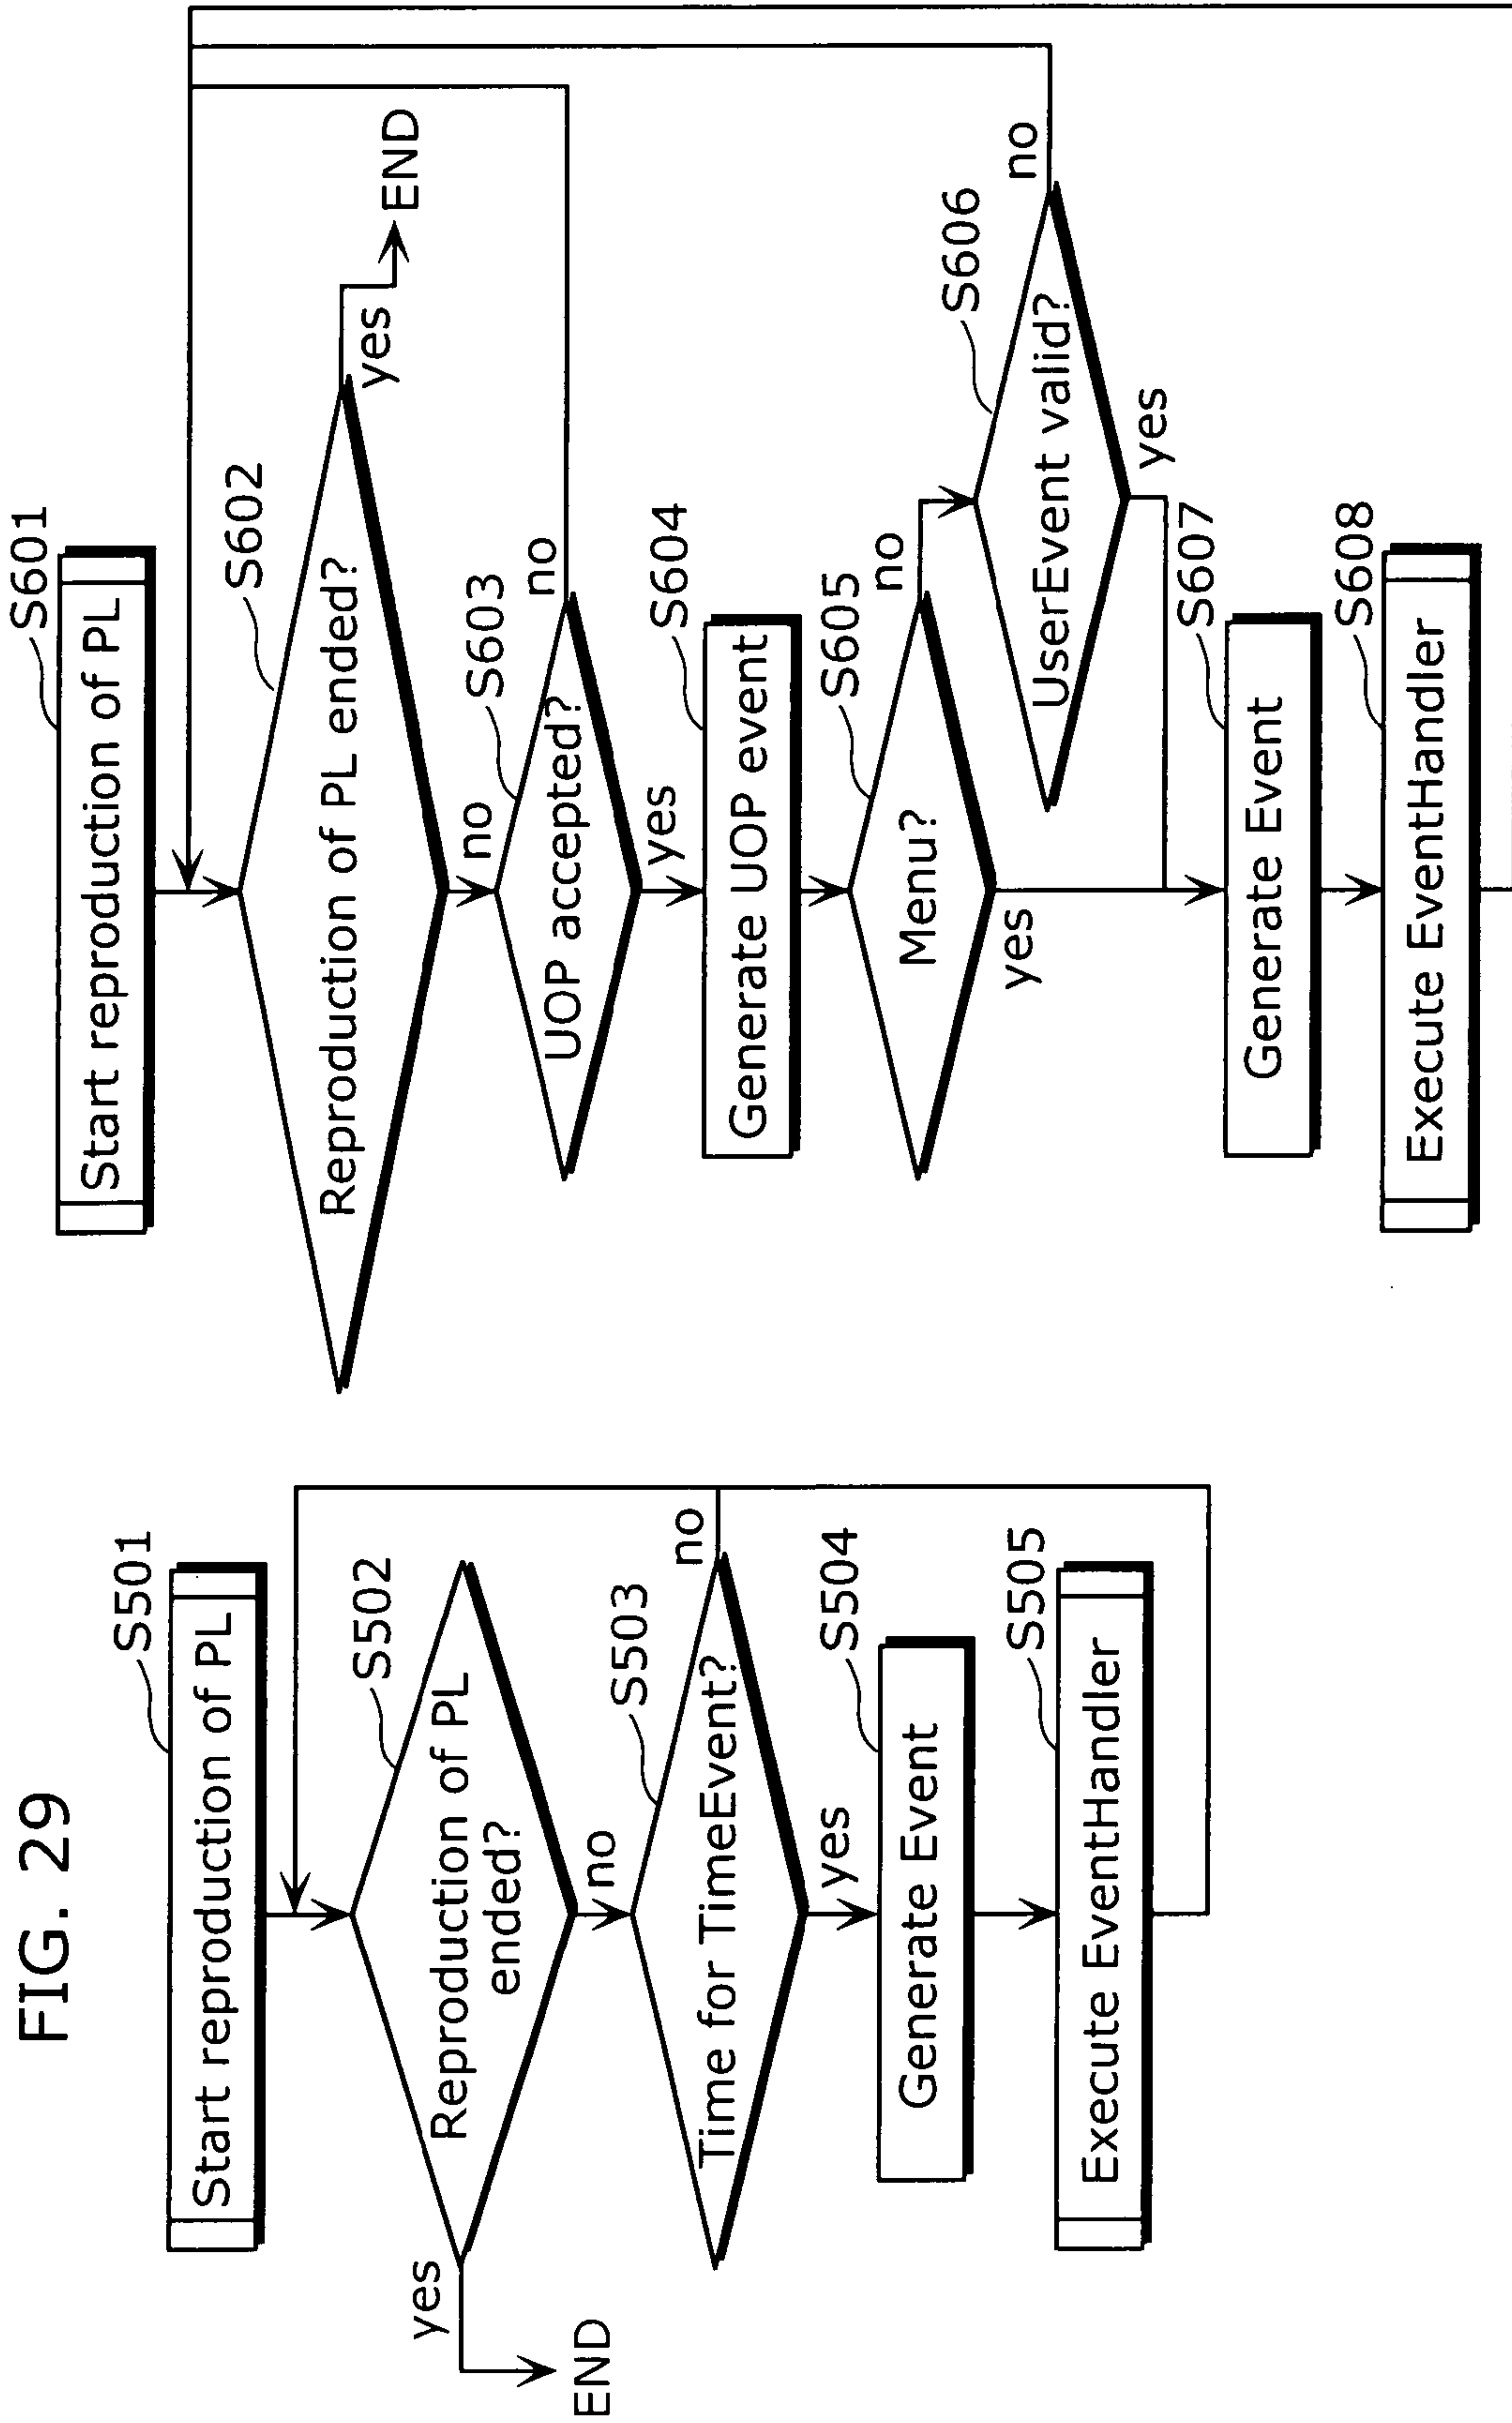 FIG. 29
S501
Start reproduction of PL
S502
Reproduction of PL
ended?
yes
END
no
S503
Time for TimeEvent?
no
yes
S504
Generate Event
S505
Execute EventHandler
S601
Start reproduction of PL
S602
Reproduction of PL ended?
yes
END
no
S603
UOP accepted?
no
yes
S604
Generate UOP event
S605
Menu?
no
yes
S606
UserEvent valid?
no
yes
S607
Generate Event
S608
Execute EventHandler